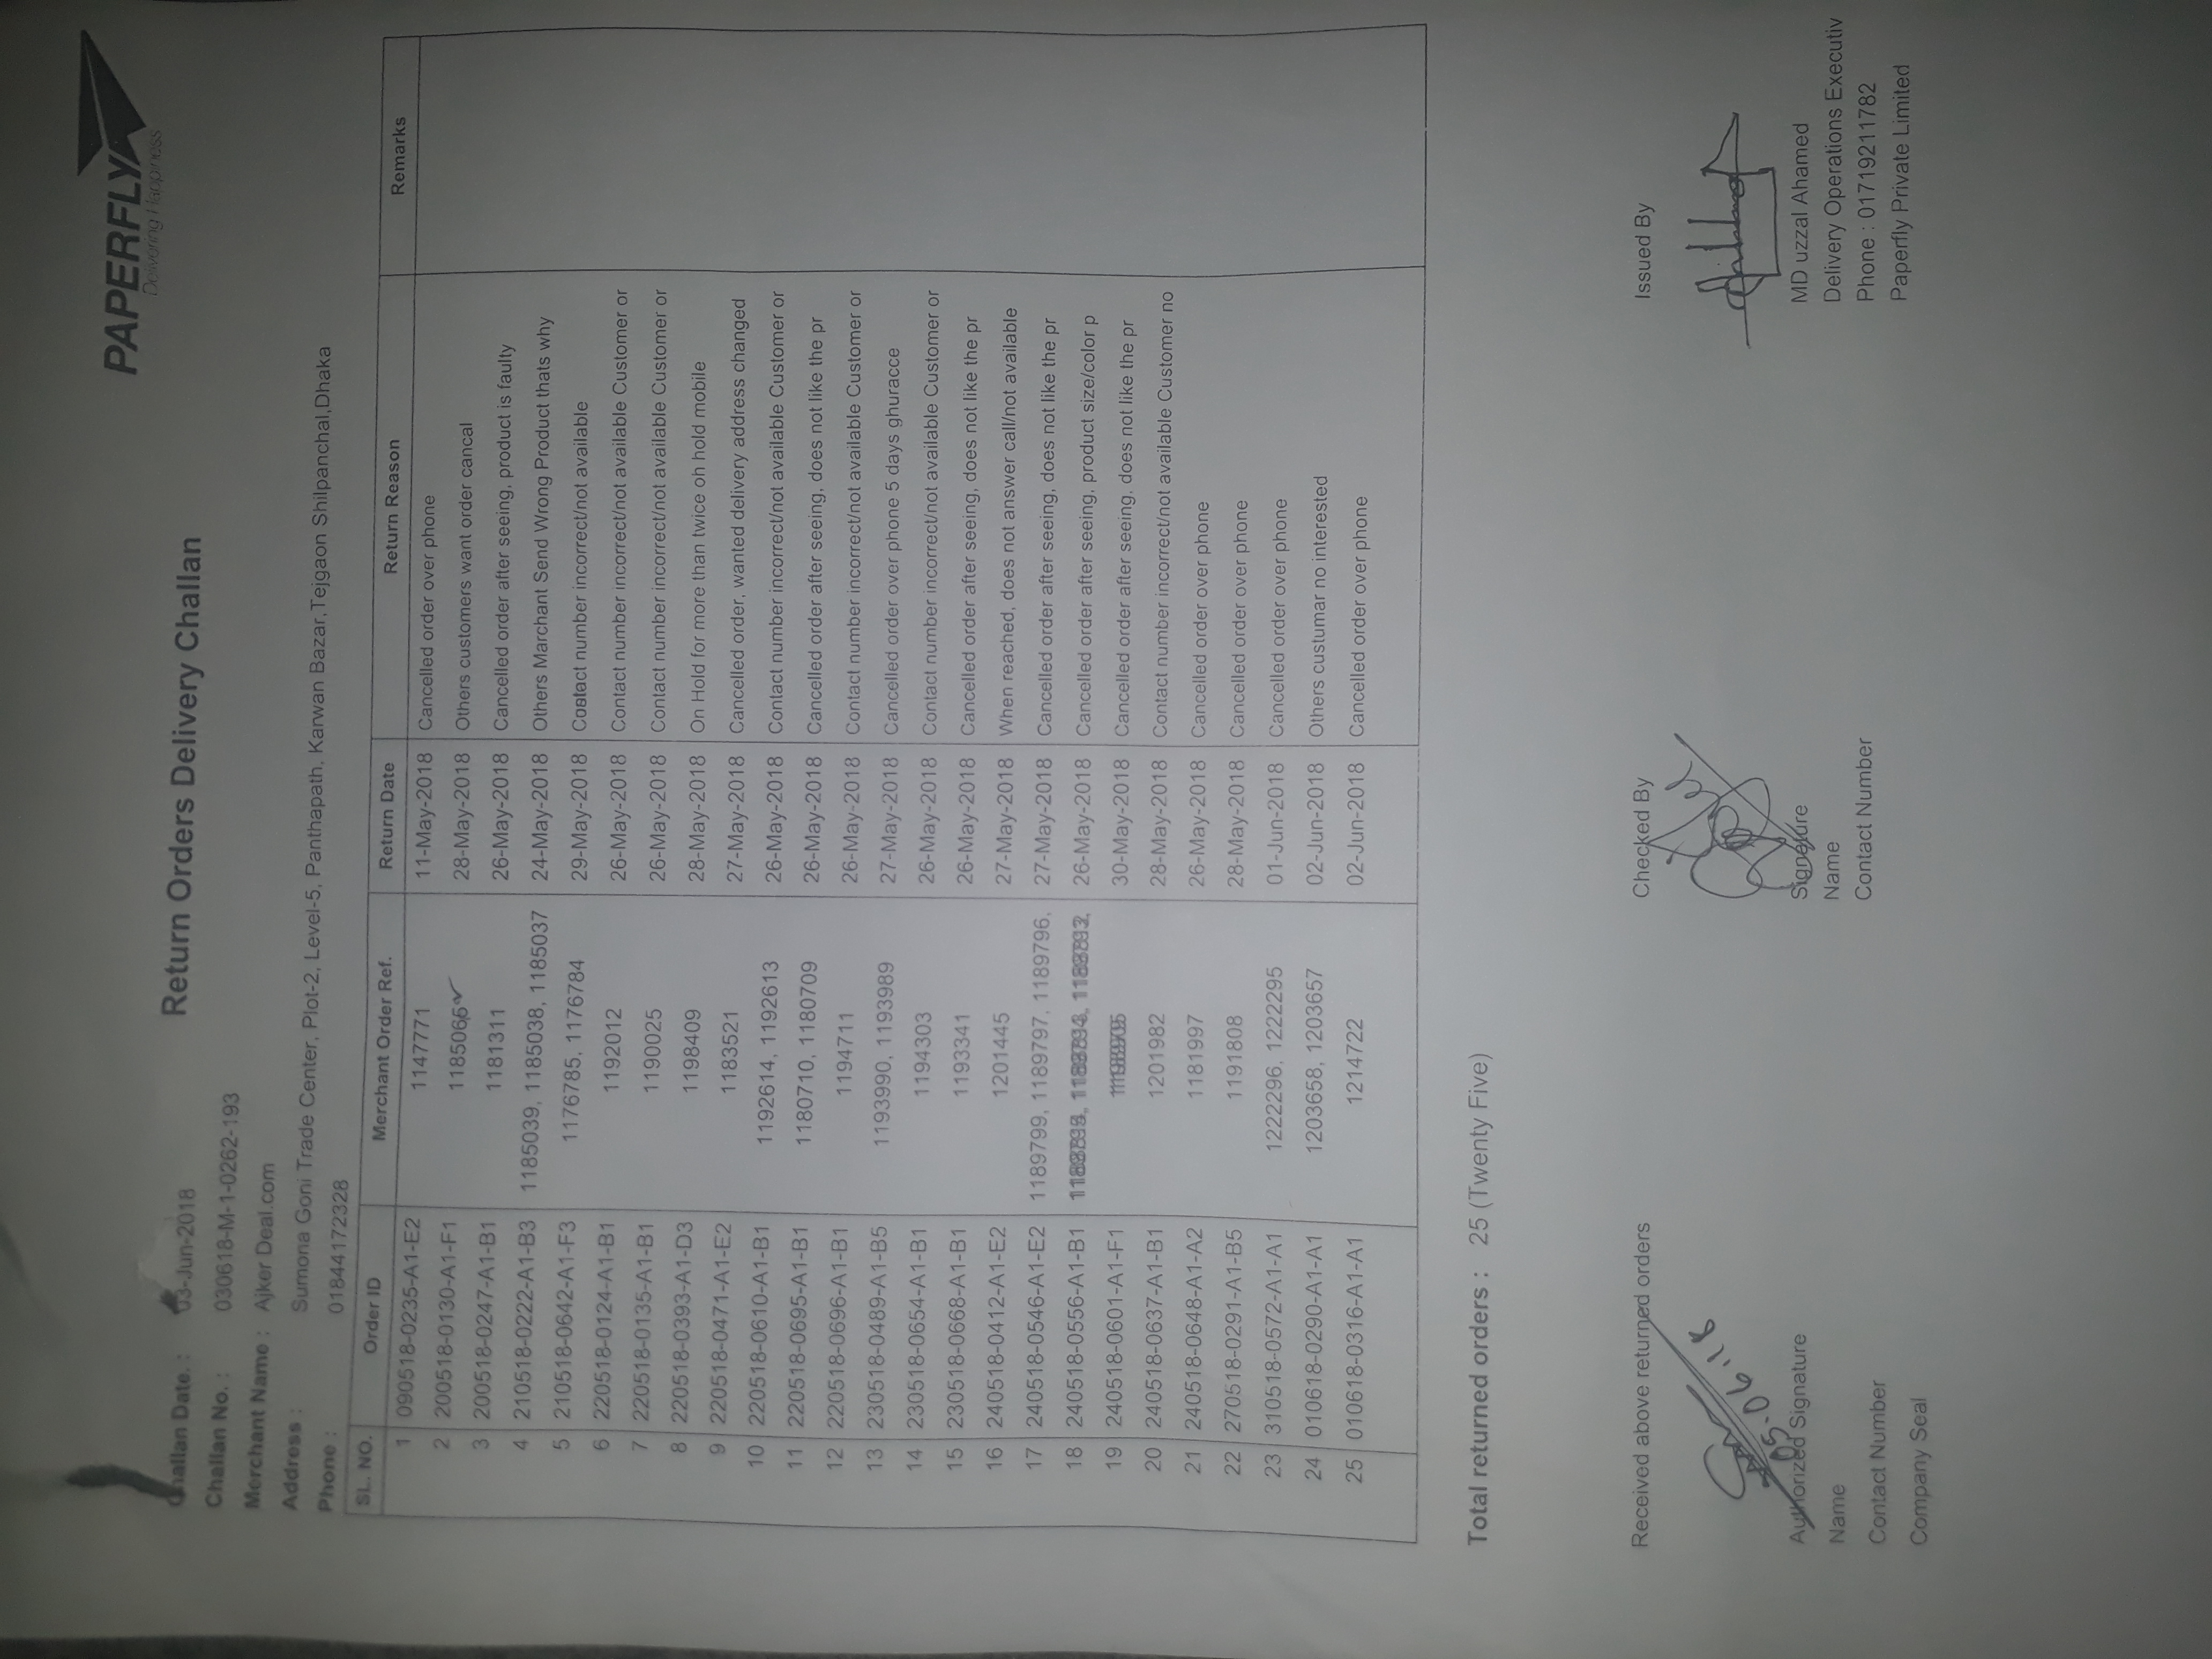 PAPERFLY
Delivering Happiness
Return Orders Delivery Challan
Challan Date. : 03-Jun-2018
Challan No. : 030618-M-1-0262-193
Merchant Name : Ajker Deal.com
Address : Sumona Goni Trade Center, Plot-2, Level-5, Panthapath, Karwan Bazar,Tejgaon Shilpanchal,Dhaka
Phone : 01844172328
SL. NO. Order ID Merchant Order Ref. Return Date Return Reason Remarks
1 090518-0235-A1-E2 1147771 11-May-2018 Cancelled order over phone
2 200518-0130-A1-F1 1185066 28-May-2018 Others customers want order cancal
3 200518-0247-A1-B1 1181311 26-May-2018 Cancelled order after seeing, product is faulty
4 210518-0222-A1-B3 1185039, 1185038, 1185037 24-May-2018 Others Marchant Send Wrong Product thats why
5 210518-0642-A1-F3 1176785, 1176784 29-May-2018 Contact number incorrect/not available
6 220518-0124-A1-B1 1192012 26-May-2018 Contact number incorrect/not available Customer or
7 220518-0135-A1-B1 1190025 26-May-2018 Contact number incorrect/not available Customer or
8 220518-0393-A1-D3 1198409 28-May-2018 On Hold for more than twice oh hold mobile
9 220518-0471-A1-E2 1183521 27-May-2018 Cancelled order, wanted delivery address changed
10 220518-0610-A1-B1 1192614, 1192613 26-May-2018 Contact number incorrect/not available Customer or
11 220518-0695-A1-B1 1180710, 1180709 26-May-2018 Cancelled order after seeing, does not like the pr
12 220518-0696-A1-B1 1194711 26-May-2018 Contact number incorrect/not available Customer or
13 230518-0489-A1-B5 1193990, 1193989 27-May-2018 Cancelled order over phone 5 days ghuracce
14 230518-0654-A1-B1 1194303 26-May-2018 Contact number incorrect/not available Customer or
15 230518-0668-A1-B1 1193341 26-May-2018 Cancelled order after seeing, does not like the pr
16 240518-0412-A1-E2 1201445 27-May-2018 When reached, does not answer call/not available
17 240518-0546-A1-E2 1189799, 1189797, 1189796, 27-May-2018 Cancelled order after seeing, does not like the pr
18 240518-0556-A1-B1 26-May-2018 Cancelled order after seeing, product size/color p
19 240518-0601-A1-F1 30-May-2018 Cancelled order after seeing, does not like the pr
20 240518-0637-A1-B1 1201982 28-May-2018 Contact number incorrect/not available Customer no
21 240518-0648-A1-A2 1181997 26-May-2018 Cancelled order over phone
22 270518-0291-A1-B5 1191808 28-May-2018 Cancelled order over phone
23 310518-0572-A1-A1 1222296, 1222295 01-Jun-2018 Cancelled order over phone
24 010618-0290-A1-A1 1203658, 1203657 02-Jun-2018 Others custumar no interested
25 010618-0316-A1-A1 1214722 02-Jun-2018 Cancelled order over phone
Total returned orders : 25 (Twenty Five)
Received above returned orders Checked By Issued By
05.06.18
Authorized Signature Signature MD uzzal Ahamed
Name Name Delivery Operations Executiv
Contact Number Contact Number Phone : 01719211782
Company Seal Paperfly Private Limited